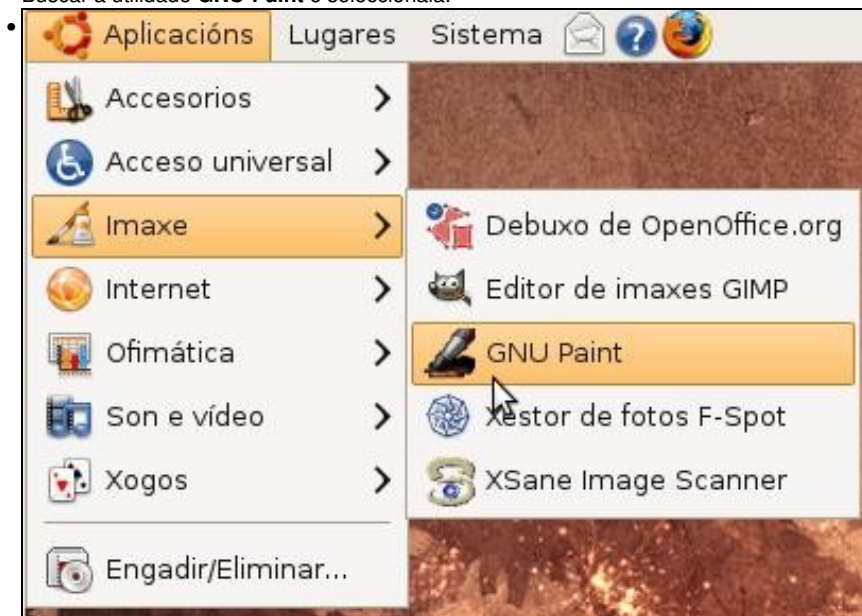 Buscar a utilidade GNU Paint e seleccionala.
Aplicacións Lugares Sistema
Accesorios
Acceso universal
Imaxe
Internet
Ofimática
Son e vídeo
Xogos
Engadir/Eliminar...
Debuxo de OpenOffice.org
Editor de imaxes GIMP
GNU Paint
Xestor de fotos F-Spot
XSane Image Scanner